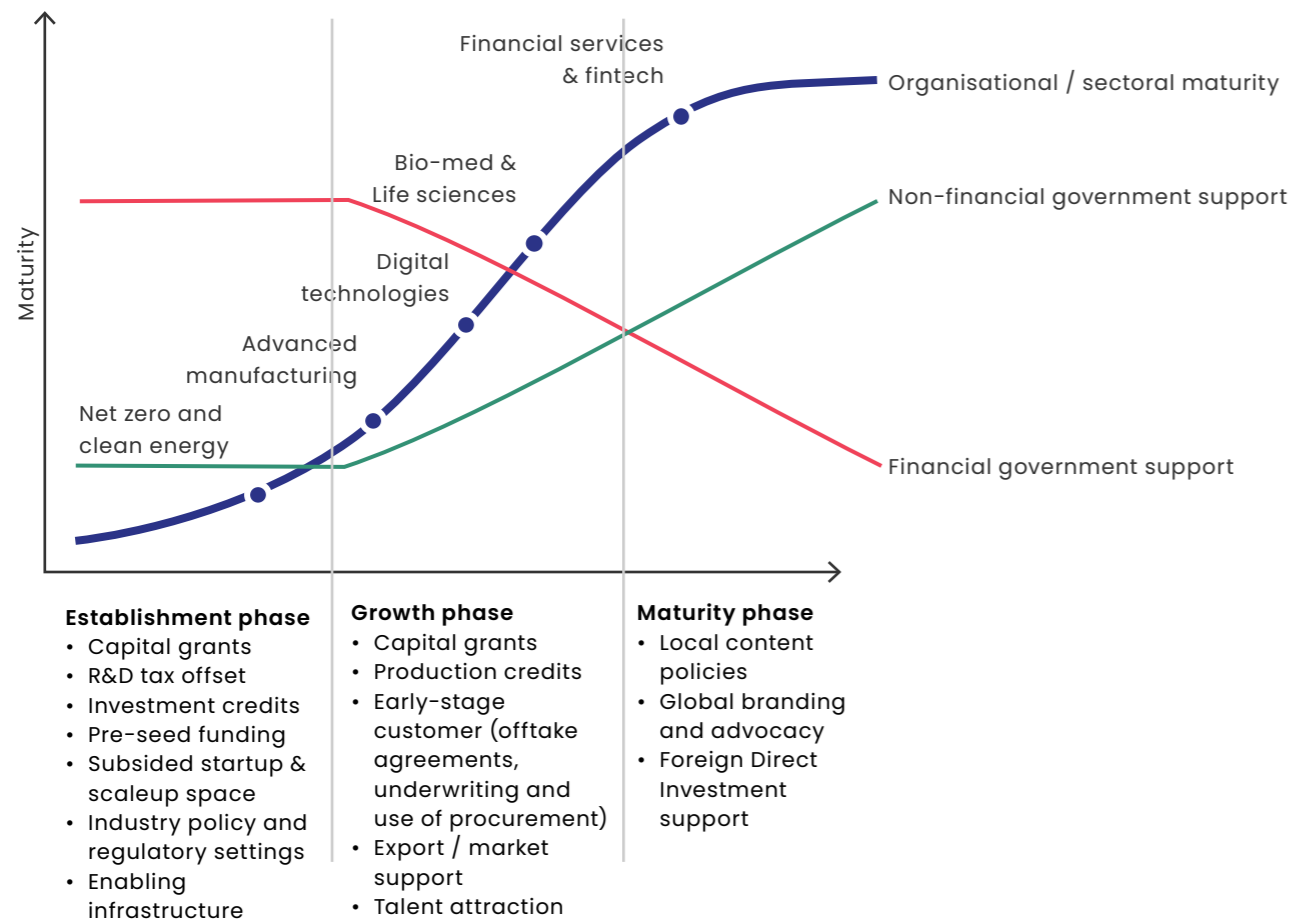 Financial services
& fintech
Organisational / sectoral maturity
Bio-med &
Life sciences
Non-financial government support
Maturity
Digital
technologies
Advanced
manufacturing
Net zero and
clean energy
Financial government support
Establishment phase
• Capital grants
• R&D tax offset
• Investment credits
• Pre-seed funding
• Subsided startup &
scaleup space
• Industry policy and
regulatory settings
• Enabling
infrastructure
Growth phase
• Capital grants
• Production credits
• Early-stage
customer (offtake
agreements,
underwriting and
use of procurement)
• Export / market
support
• Talent attraction
Maturity phase
• Local content
policies
• Global branding
and advocacy
• Foreign Direct
Investment
support